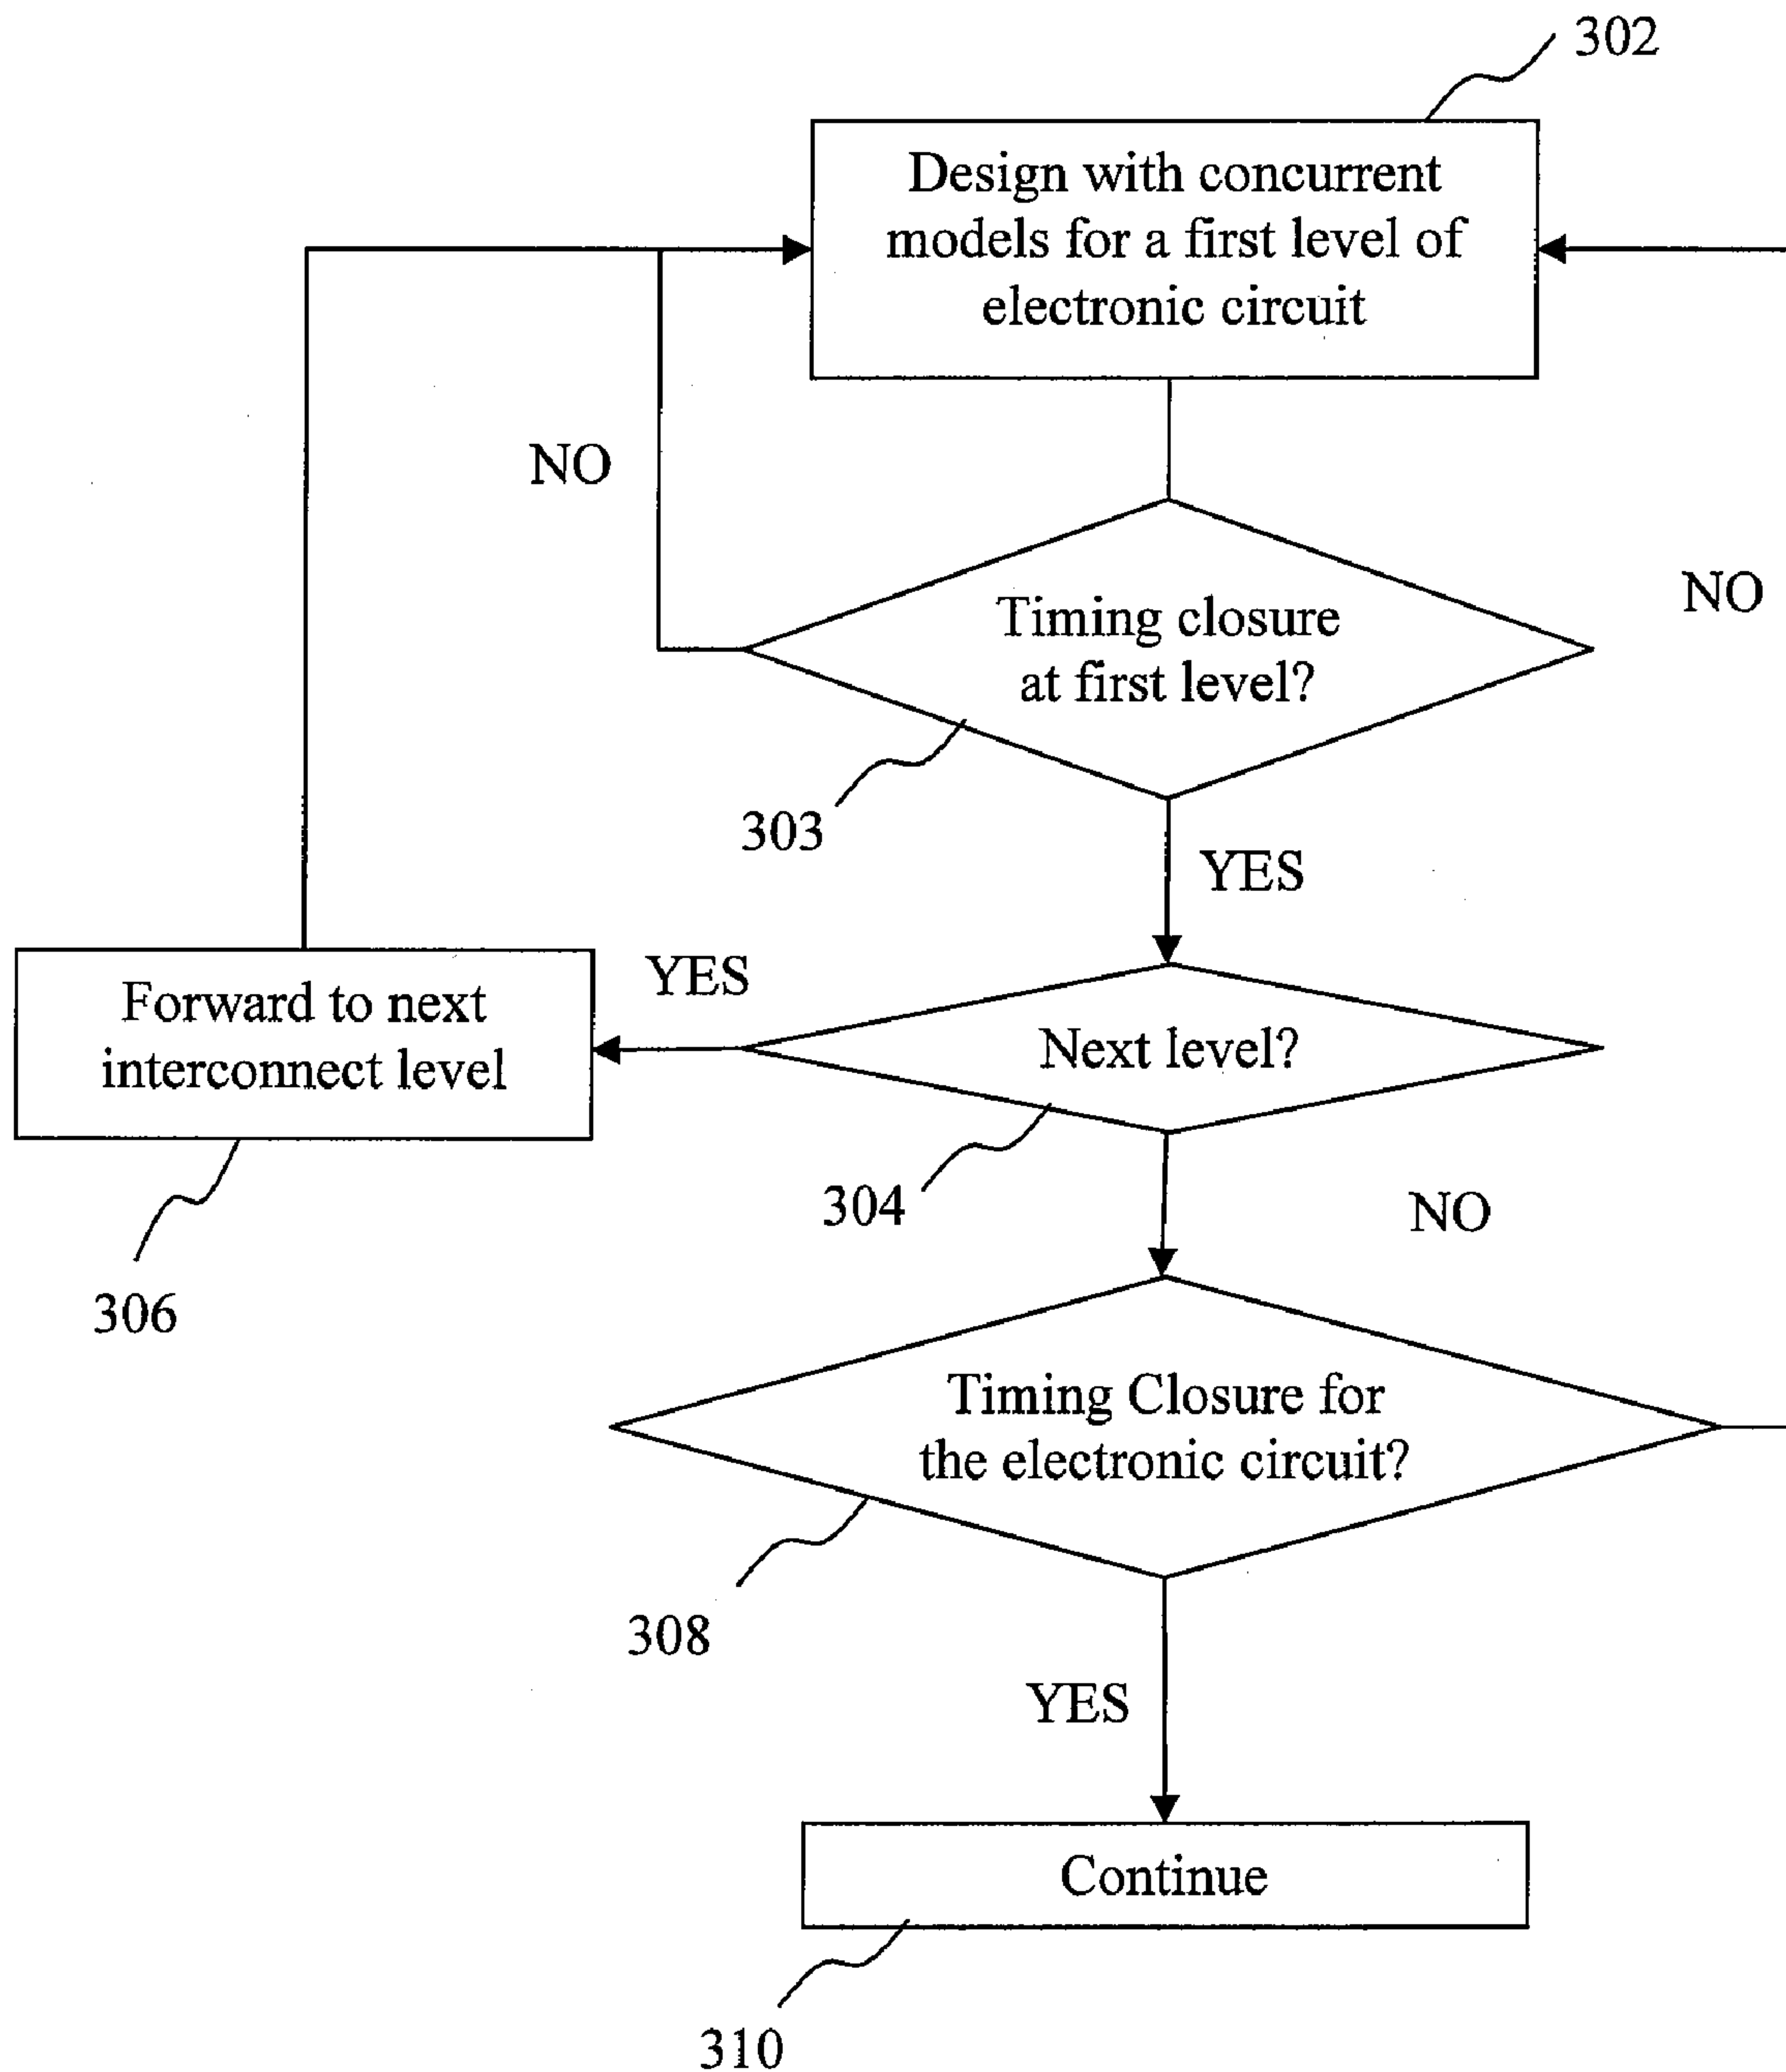 302
Design with concurrent
models for a first level of
electronic circuit
NO
NO
Timing closure
at first level?
303
YES
YES
Forward to next
interconnect level
Next level?
304
NO
306
Timing Closure for
the electronic circuit?
308
YES
Continue
310